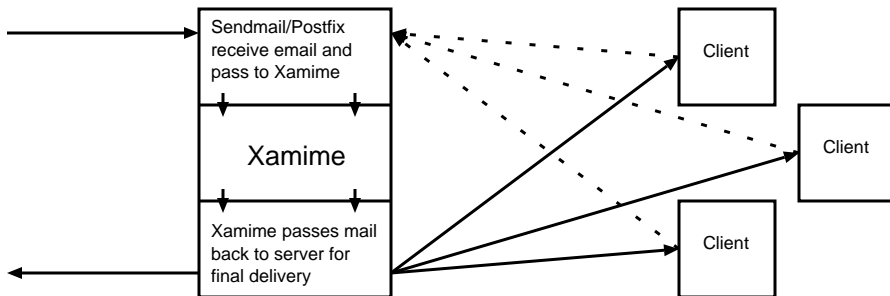 Sendmail/Postfix
receive email and
pass to Xamime
Xamime
Xamime passes mail
back to server for
final delivery
Client
Client
Client